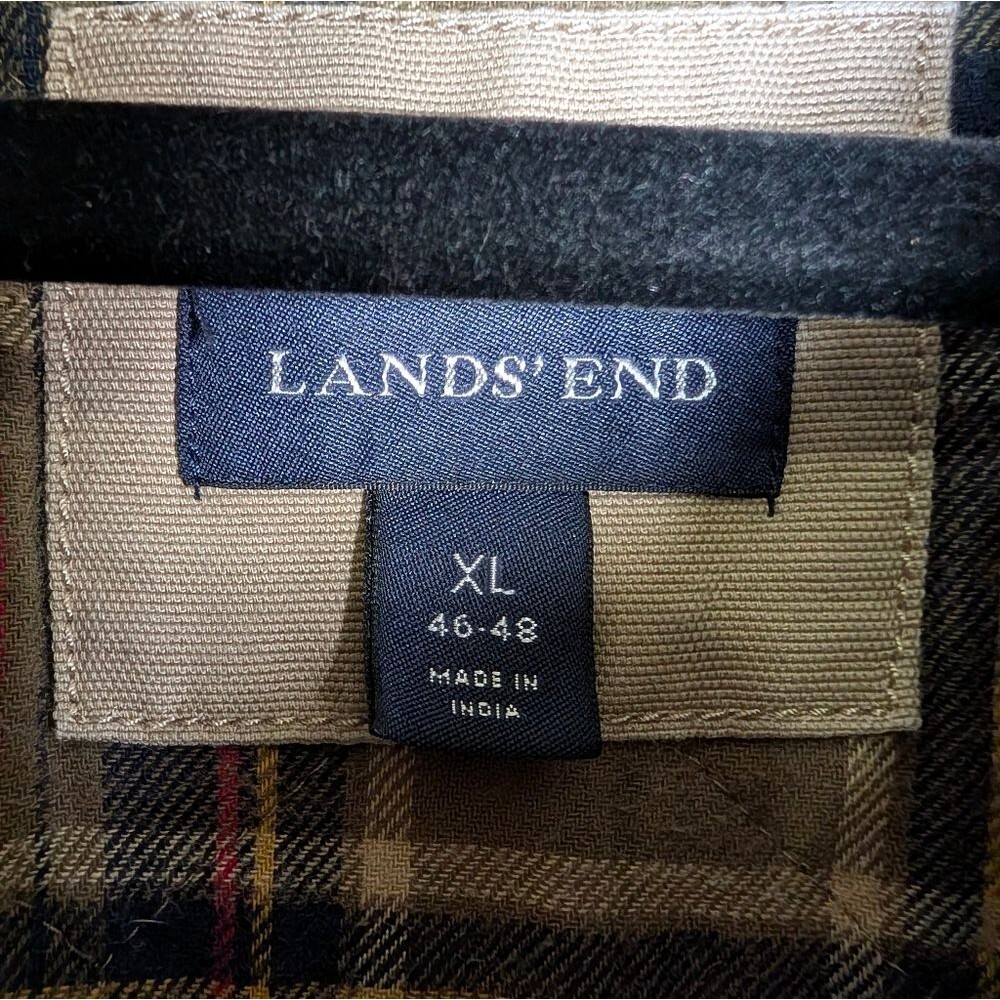 LANDS' END
XL
46-48
MADE IN
INDIA